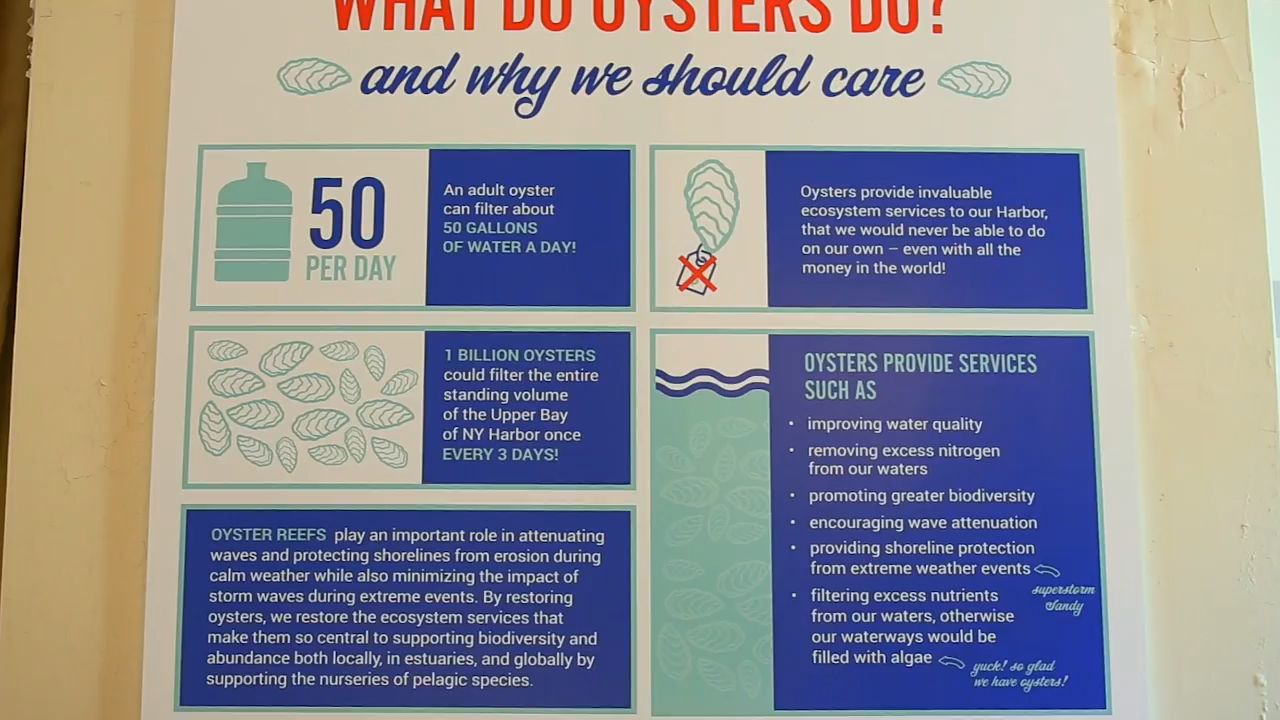 WHAT DO OYSTERS DO?
and why we should care
50
PER DAY
An adult oyster
can filter about
50 GALLONS
OF WATER A DAY!
Oysters provide invaluable
ecosystem services to our Harbor,
that we would never be able to do
on our own – even with all the
money in the world!
1 BILLION OYSTERS
could filter the entire
standing volume
of the Upper Bay
of NY Harbor once
EVERY 3 DAYS!
OYSTERS PROVIDE SERVICES
SUCH AS
• improving water quality
• removing excess nitrogen
from our waters
• promoting greater biodiversity
• encouraging wave attenuation
• providing shoreline protection
from extreme weather events
superstorm
Sandy
• filtering excess nutrients
from our waters, otherwise
our waterways would be
filled with algae
yuck! so glad
we have oysters!
OYSTER REEFS play an important role in attenuating
waves and protecting shorelines from erosion during
calm weather while also minimizing the impact of
storm waves during extreme events. By restoring
oysters, we restore the ecosystem services that
make them so central to supporting biodiversity and
abundance both locally, in estuaries, and globally by
supporting the nurseries of pelagic species.